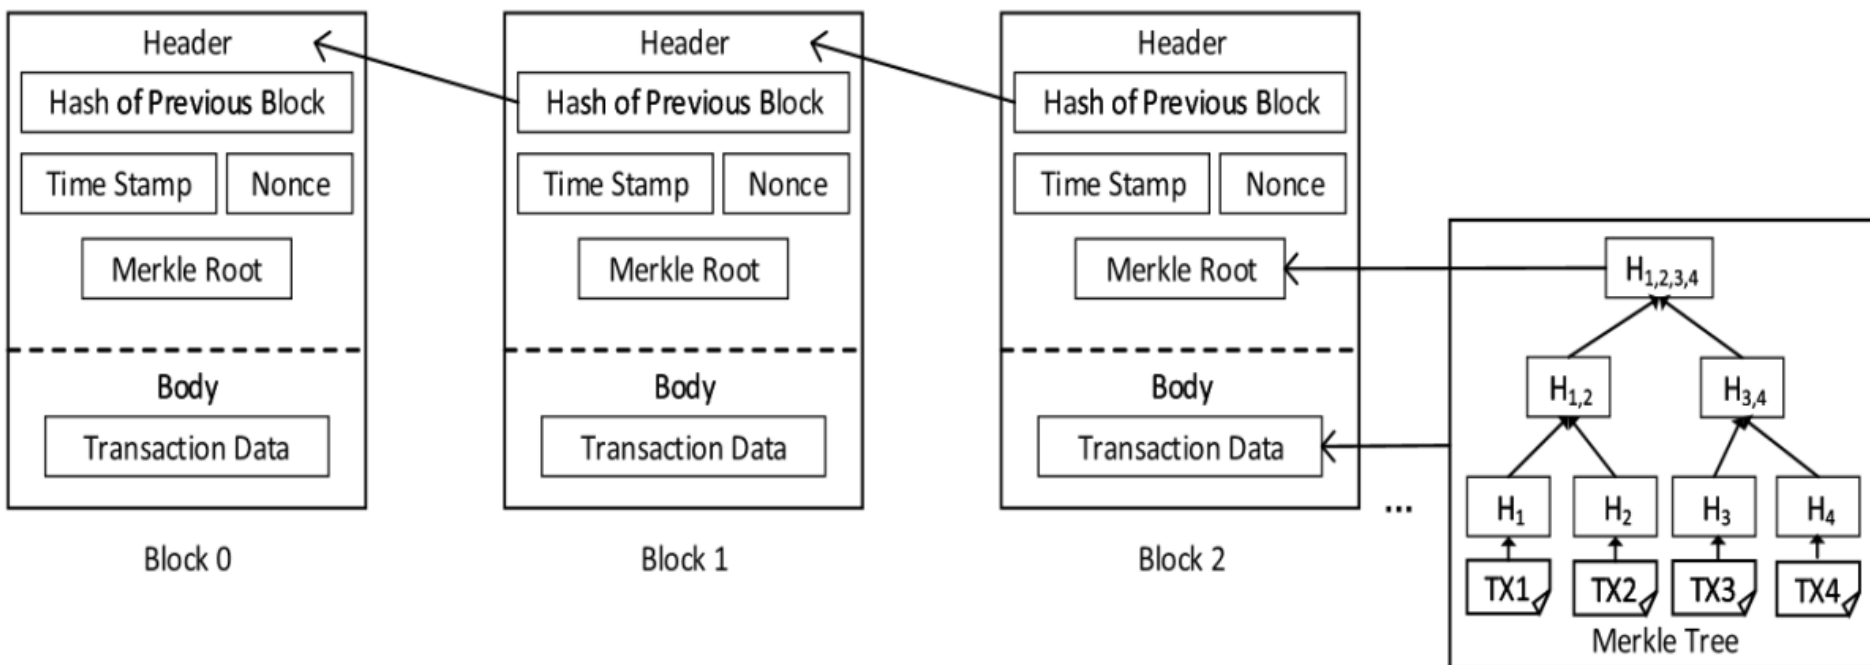 Header
Hash of Previous Block
Time Stamp
Nonce
Merkle Root
Body
Transaction Data
Block 0
Header
Hash of Previous Block
Time Stamp
Nonce
Merkle Root
Body
Transaction Data
Block 1
Header
Hash of Previous Block
Time Stamp
Nonce
Merkle Root
Body
Transaction Data
Block 2
...
H1,2,3,4
H1,2
H3,4
H1
H2
H3
H4
TX1
TX2
TX3
TX4
Merkle Tree